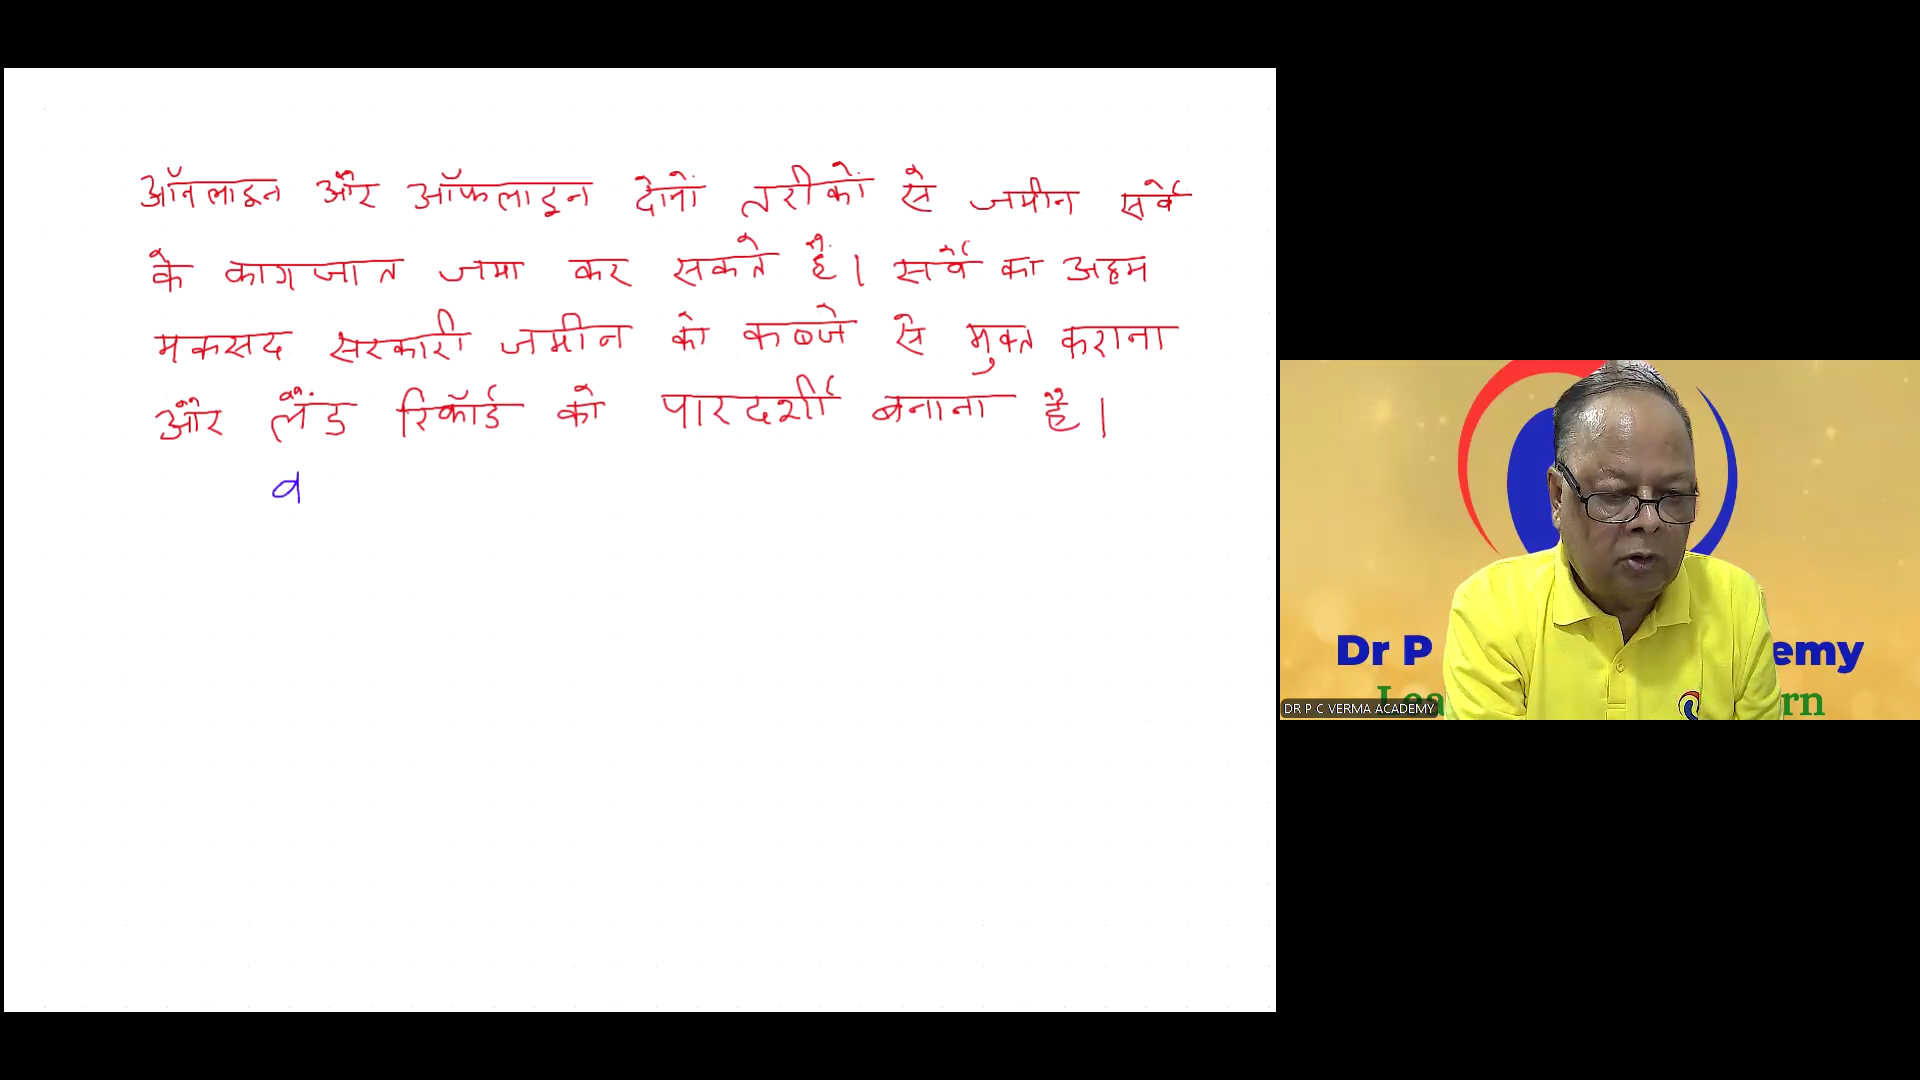 ऑनलाइन और ऑफलाइन दोनों तरीकों से जमीन सर्वे
के कागजात जमा कर सकते हैं। सर्वे का अहम
मकसद सरकारी जमीन को कब्जे से मुक्त कराना
और लैंड रिकॉर्ड को पारदर्शी बनाना है।
व
Dr P
emy
rn
DR P C VERMA ACADEMY